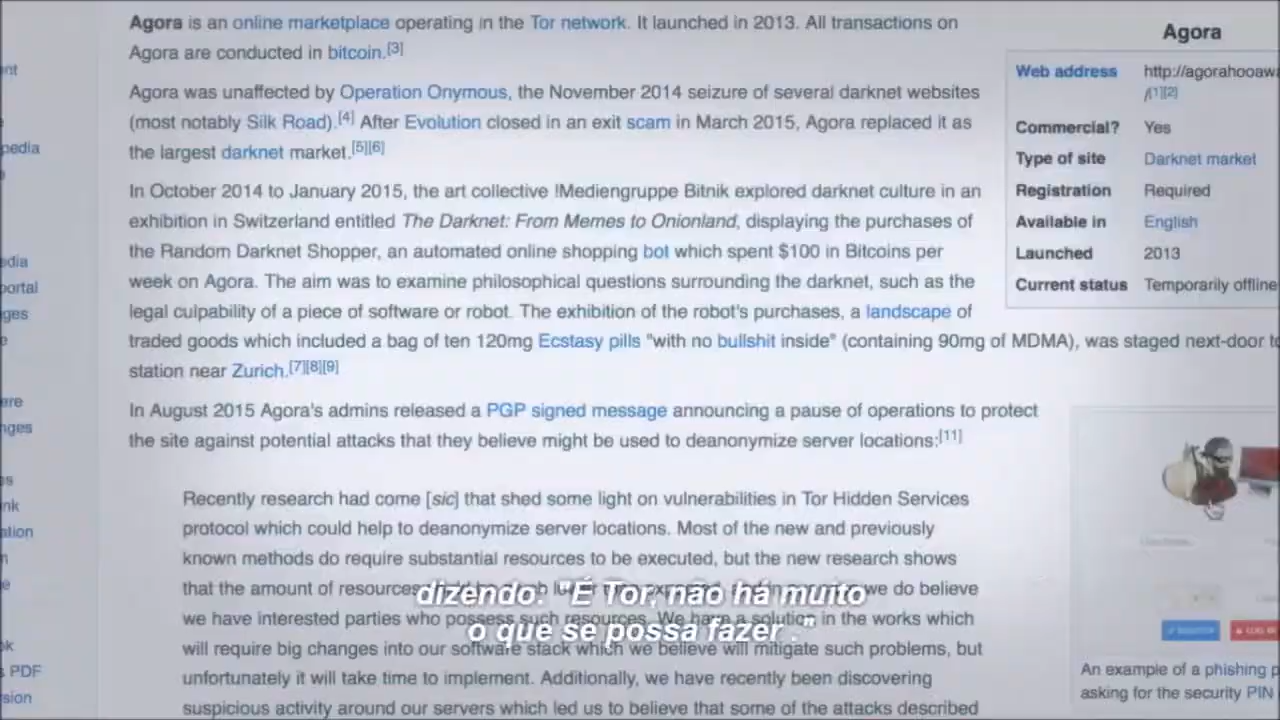 Agora is an online marketplace operating in the Tor network. It launched in 2013. All transactions on
Agora are conducted in bitcoin.[3]
Agora was unaffected by Operation Onymous, the November 2014 seizure of several darknet websites
(most notably Silk Road).[4] After Evolution closed in an exit scam in March 2015, Agora replaced it as
the largest darknet market.[5][6]
In October 2014 to January 2015, the art collective !Mediengruppe Bitnik explored darknet culture in an
exhibition in Switzerland entitled The Darknet: From Memes to Onionland, displaying the purchases of
the Random Darknet Shopper, an automated online shopping bot which spent $100 in Bitcoins per
week on Agora. The aim was to examine philosophical questions surrounding the darknet, such as the
legal culpability of a piece of software or robot. The exhibition of the robot's purchases, a landscape of
traded goods which included a bag of ten 120mg Ecstasy pills "with no bullshit inside" (containing 90mg of MDMA), was staged next-door to
station near Zurich.[7][8][9]
In August 2015 Agora's admins released a PGP signed message announcing a pause of operations to protect
the site against potential attacks that they believe might be used to deanonymize server locations:[11]
Recently research had come [sic] that shed some light on vulnerabilities in Tor Hidden Services
protocol which could help to deanonymize server locations. Most of the new and previously
known methods do require substantial resources to be executed, but the new research shows
that the amount of resources we do believe
we have interested parties who possess such resources. We have a solution in the works which
will require big changes into our software stack which we believe will mitigate such problems, but
unfortunately it will take time to implement. Additionally, we have recently been discovering
suspicious activity around our servers which led us to believe that some of the attacks described
dizendo: "É Tor, não há muito
o que se possa fazer ."
Agora
Web address http://agorahooaw
/[1][2]
Commercial? Yes
Type of site Darknet market
Registration Required
Available in English
Launched 2013
Current status Temporarily offline
An example of a phishing p
asking for the security PIN
pedia
edia
portal
ges
ere
nges
nk
ation
PDF
sion